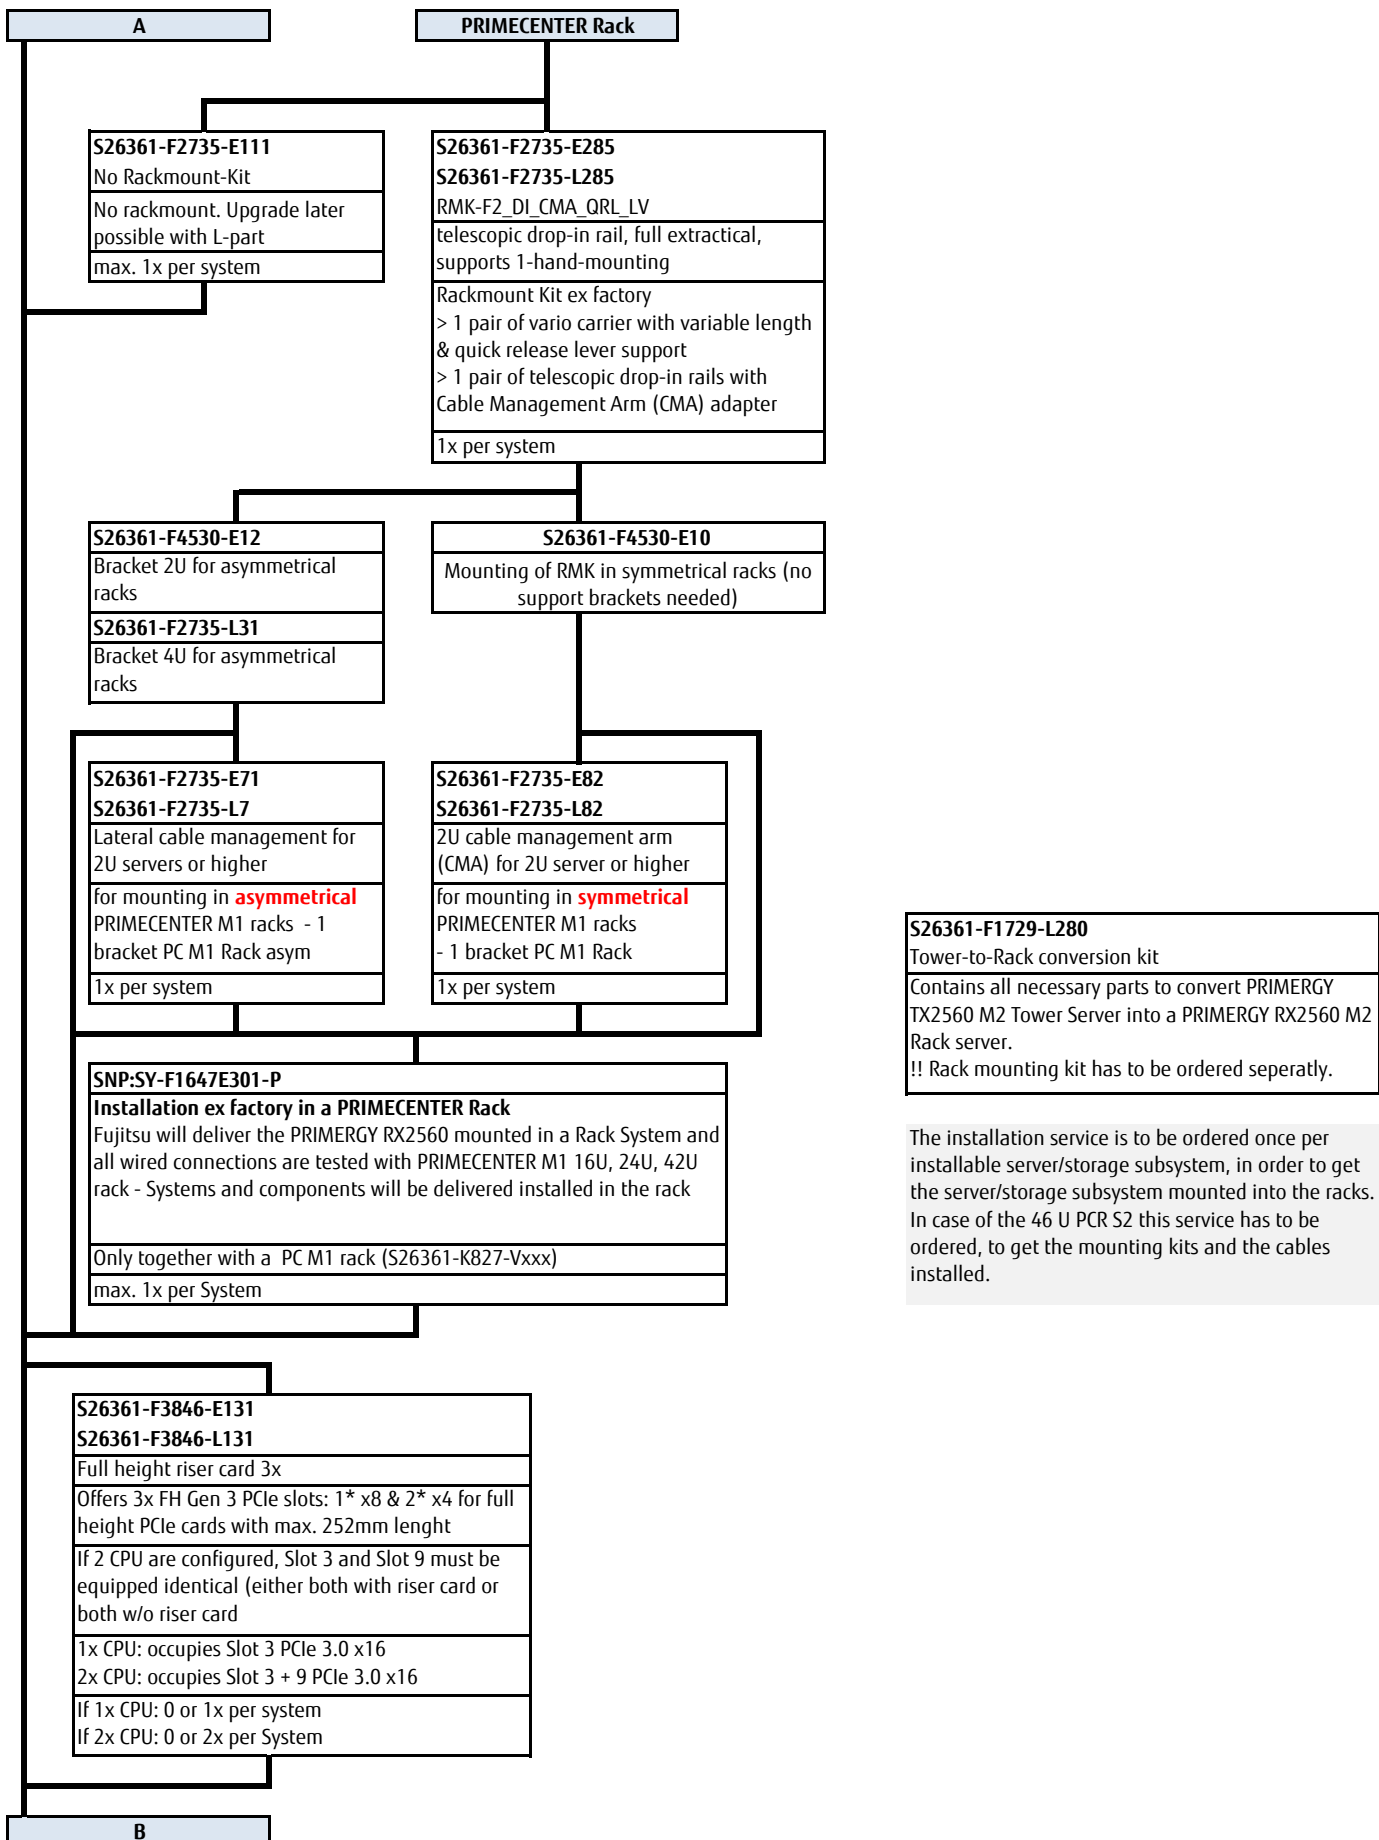 A
PRIMECENTER Rack
S26361-F2735-E111
No Rackmount-Kit
No rackmount. Upgrade later
possible with L-part
max. 1x per system
S26361-F2735-E285
S26361-F2735-L285
RMK-F2_DI_CMA_QRL_LV
telescopic drop-in rail, full extractical,
supports 1-hand-mounting
Rackmount Kit ex factory
> 1 pair of vario carrier with variable length
& quick release lever support
> 1 pair of telescopic drop-in rails with
Cable Management Arm (CMA) adapter
1x per system
S26361-F4530-E12
Bracket 2U for asymmetrical
racks
S26361-F2735-L31
Bracket 4U for asymmetrical
racks
S26361-F4530-E10
Mounting of RMK in symmetrical racks (no
support brackets needed)
S26361-F2735-E71
S26361-F2735-L7
Lateral cable management for
2U servers or higher
for mounting in asymmetrical
PRIMECENTER M1 racks - 1
bracket PC M1 Rack asym
1x per system
S26361-F2735-E82
S26361-F2735-L82
2U cable management arm
(CMA) for 2U server or higher
for mounting in symmetrical
PRIMECENTER M1 racks
- 1 bracket PC M1 Rack
1x per system
S26361-F1729-L280
Tower-to-Rack conversion kit
Contains all necessary parts to convert PRIMERGY
TX2560 M2 Tower Server into a PRIMERGY RX2560 M2
Rack server.
!! Rack mounting kit has to be ordered seperatly.
SNP:SY-F1647E301-P
Installation ex factory in a PRIMECENTER Rack
Fujitsu will deliver the PRIMERGY RX2560 mounted in a Rack System and
all wired connections are tested with PRIMECENTER M1 16U, 24U, 42U
rack - Systems and components will be delivered installed in the rack
Only together with a PC M1 rack (S26361-K827-Vxxx)
max. 1x per System
The installation service is to be ordered once per
installable server/storage subsystem, in order to get
the server/storage subsystem mounted into the racks.
In case of the 46 U PCR S2 this service has to be
ordered, to get the mounting kits and the cables
installed.
S26361-F3846-E131
S26361-F3846-L131
Full height riser card 3x
Offers 3x FH Gen 3 PCIe slots: 1* x8 & 2* x4 for full
height PCIe cards with max. 252mm lenght
If 2 CPU are configured, Slot 3 and Slot 9 must be
equipped identical (either both with riser card or
both w/o riser card
1x CPU: occupies Slot 3 PCIe 3.0 x16
2x CPU: occupies Slot 3 + 9 PCIe 3.0 x16
If 1x CPU: 0 or 1x per system
If 2x CPU: 0 or 2x per System
B